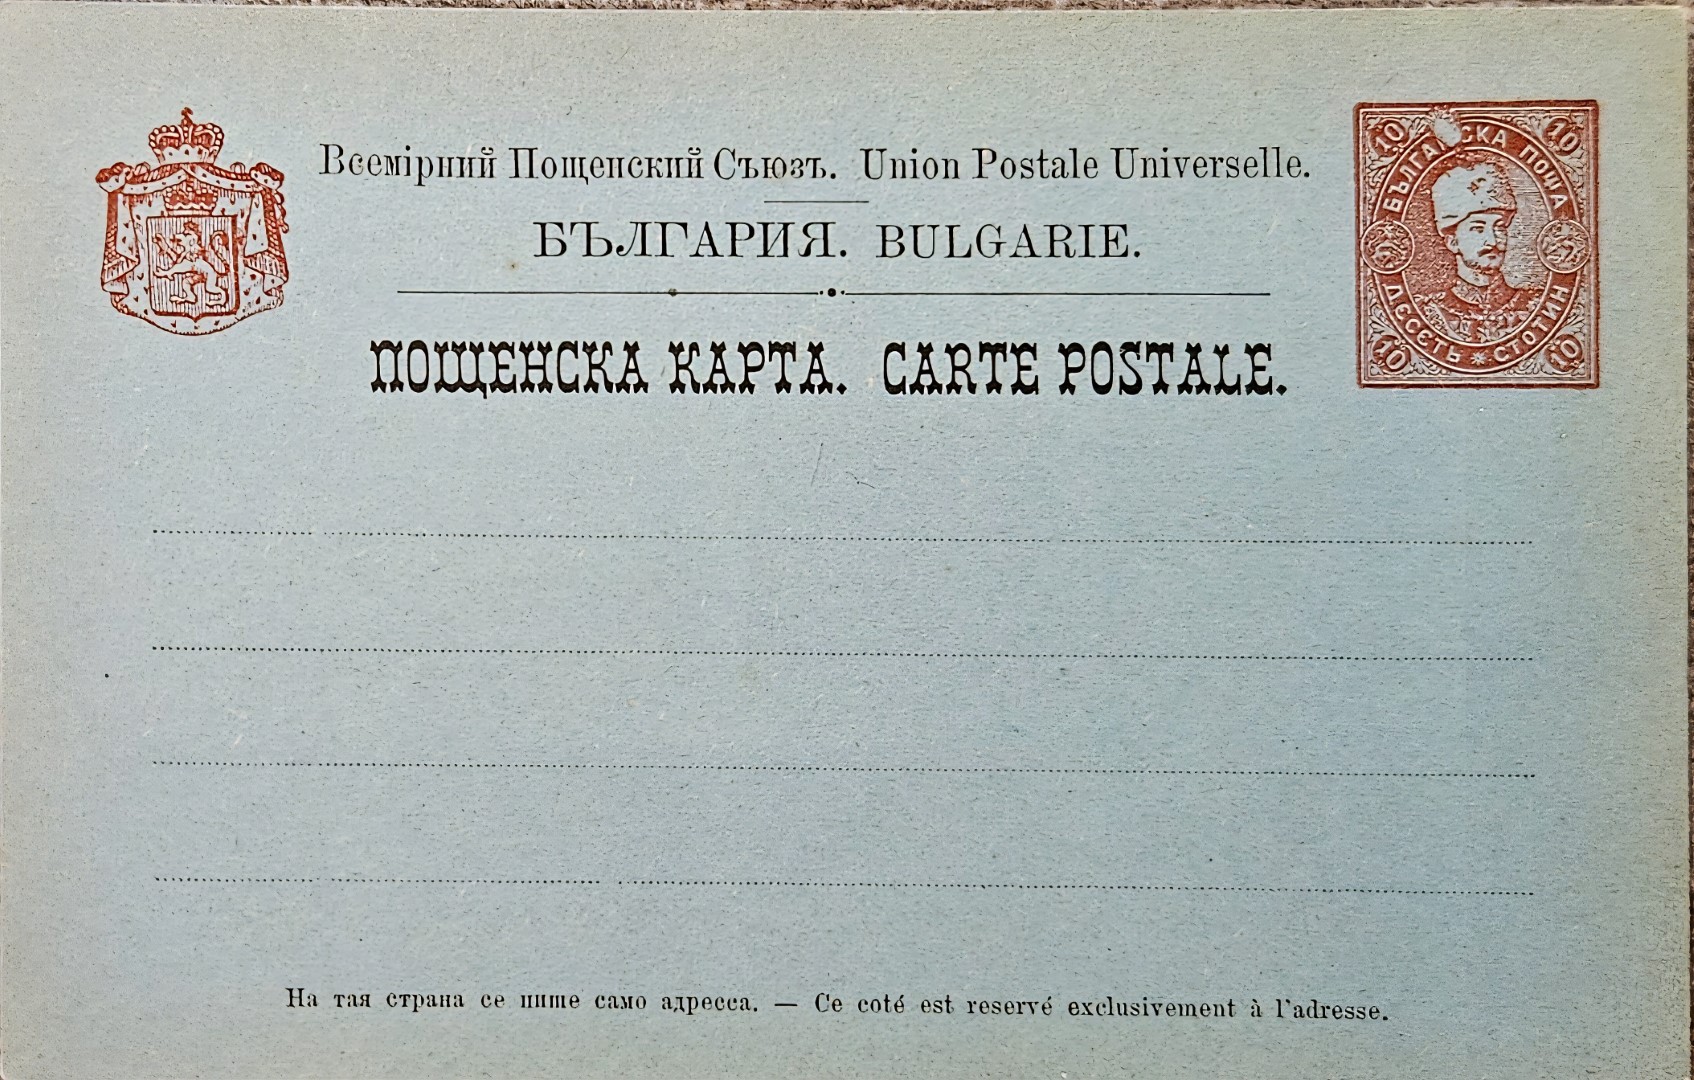 Всемірний Пощенский Съюзъ. Union Postale Universelle.
БЪЛГАРИЯ. BULGARIE.
ПОЩЕНСКА КАРТА. CARTE POSTALE.
10 10
СКА ПОЩА
ДЕСЕТЬ * СТОТИН
10 10
На тая страна се пише само адресса. — Ce coté est reservé exclusivement à l'adresse.